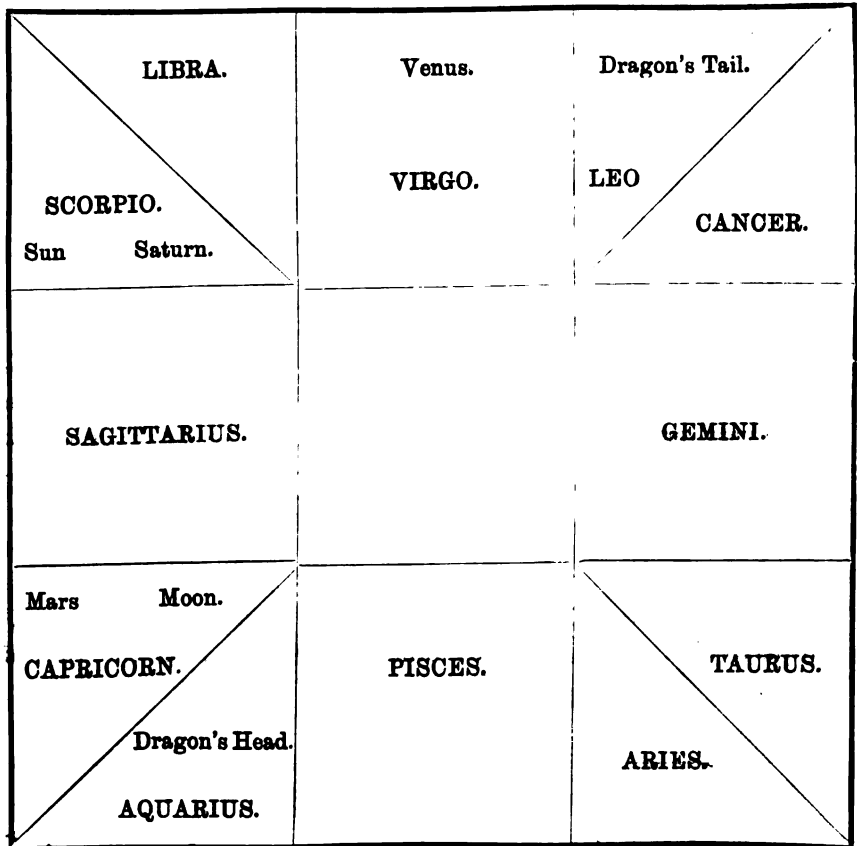 LIBRA.
Venus.
Dragon's Tail.
VIRGO.
LEO
SCORPIO.
CANCER.
Sun Saturn.
SAGITTARIUS.
GEMINI.
Mars Moon.
CAPRICORN.
PISCES.
TAURUS.
Dragon's Head.
ARIES.
AQUARIUS.